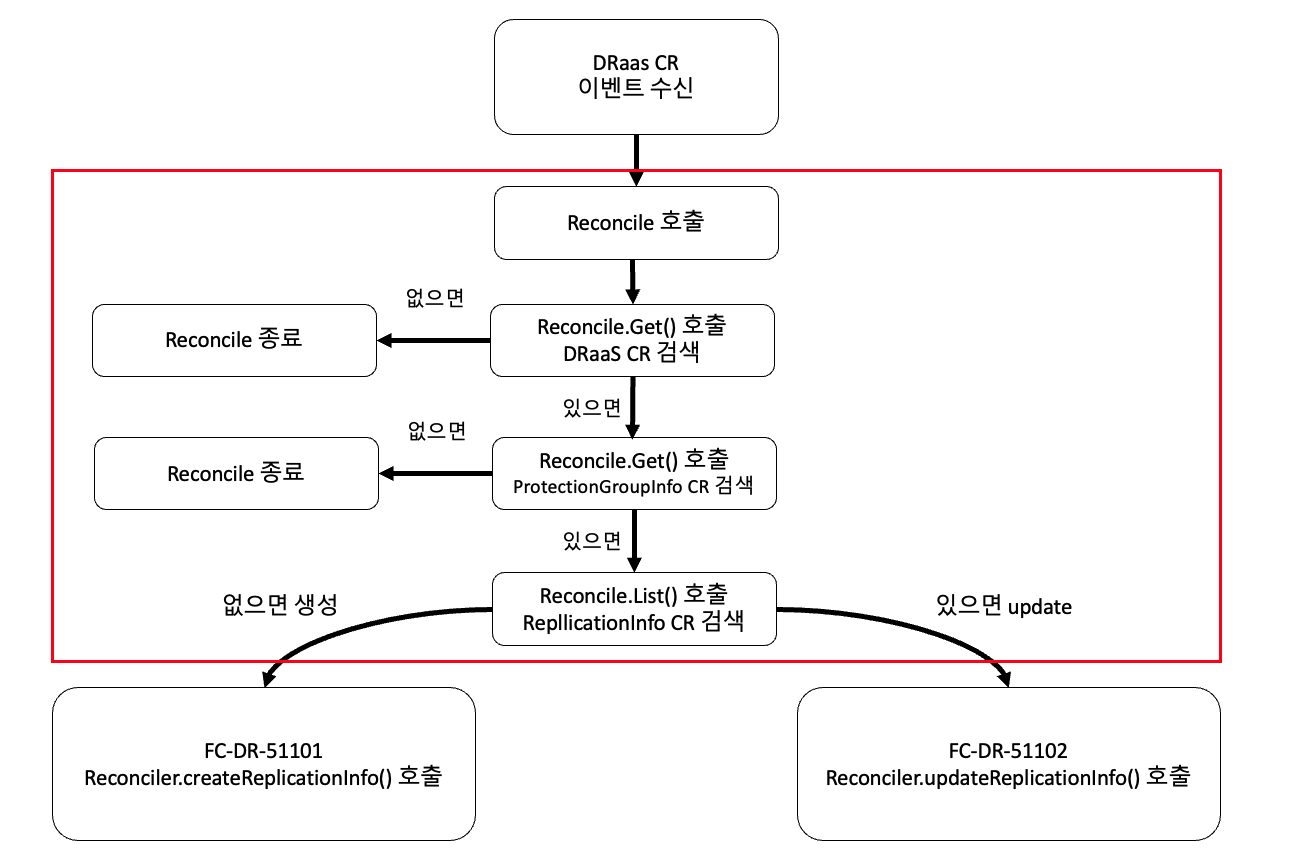 DRaas CR
이벤트 수신
Reconcile 호출
없으면
Reconcile 종료
Reconcile.Get() 호출
DRaaS CR 검색
있으면
없으면
Reconcile 종료
Reconcile.Get() 호출
ProtectionGroupInfo CR 검색
있으면
없으면 생성
Reconcile.List() 호출
RepllicationInfo CR 검색
있으면 update
FC-DR-51101
Reconciler.createReplicationInfo() 호출
FC-DR-51102
Reconciler.updateReplicationInfo() 호출